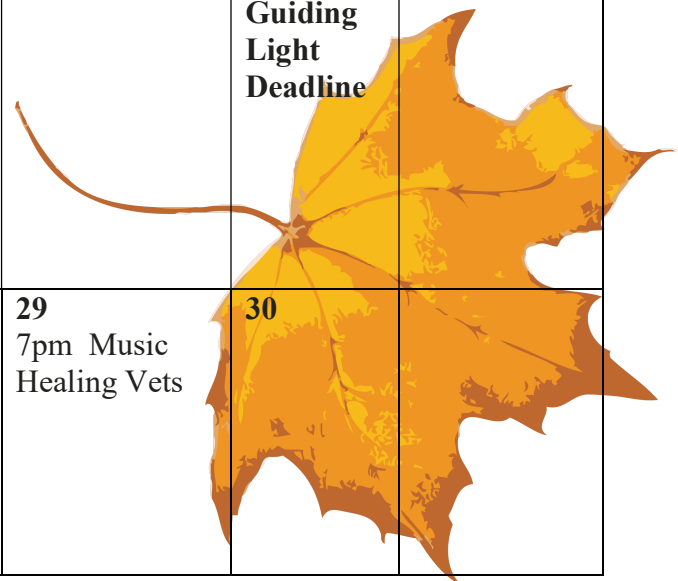 Guiding
Light
Deadline
29
7pm  Music
Healing Vets
30